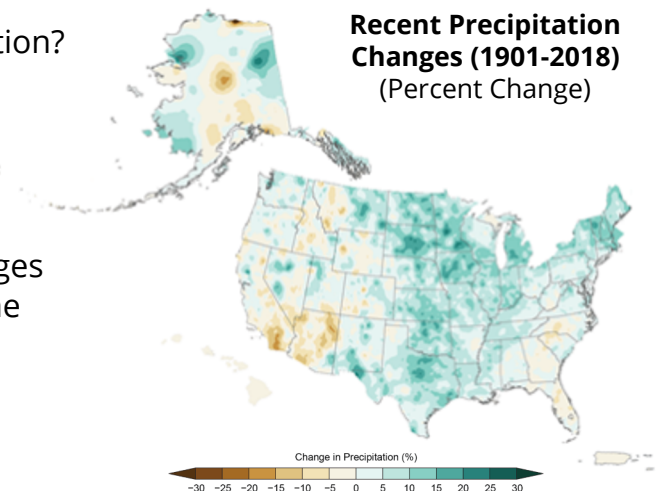 tion?
ges
e
Recent Precipitation
Changes (1901-2018)
(Percent Change)
Change in Precipitation (%)
−30 −25 −20 −15 −10 −5 0 5 10 15 20 25 30